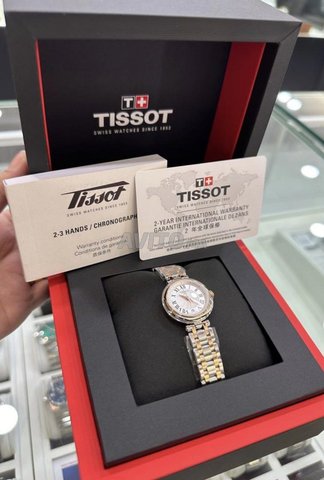 TISSOT
SWISS WATCHES SINCE 1853
Tissot
SWISS WATCHES SINCE 1853
2-3 HANDS / CHRONOGRAPH
Warranty conditions
Conditions de garantie
TISSOT
SWISS WATCHES SINCE 1853
2-YEAR INTERNATIONAL WARRANTY
GARANTIE INTERNATIONALE DE 2 ANS
2 年全球保修